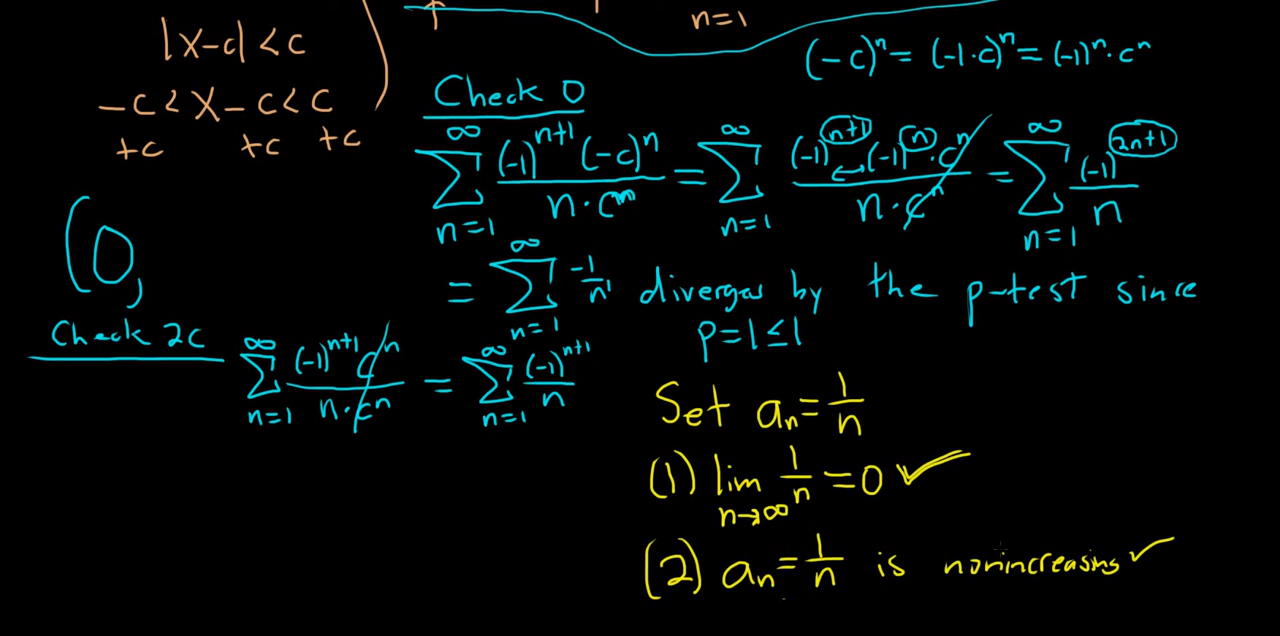 n=1
|x-c| < c
-c < x - c < c
+c +c +c
(-c)^n = (-1·c)^n = (-1)^n · c^n
Check 0
∑_{n=1}^{∞} (-1)^{n+1} (-c)^n / (n·c^n) = ∑_{n=1}^{∞} (-1)^{n+1} (-1)^n · c^n / (n·c^n) = ∑_{n=1}^{∞} (-1)^{2n+1} / n
(0,
= ∑_{n=1}^{∞} -1/n^1 diverges by the p-test since
p=1≤1
Check 2c
∑_{n=1}^{∞} (-1)^{n+1} c^n / (n·c^n) = ∑_{n=1}^{∞} (-1)^{n+1} / n
Set a_n = 1/n
(1) lim_{n→∞} 1/n = 0 ✓
(2) a_n = 1/n is nonincreasing ✓